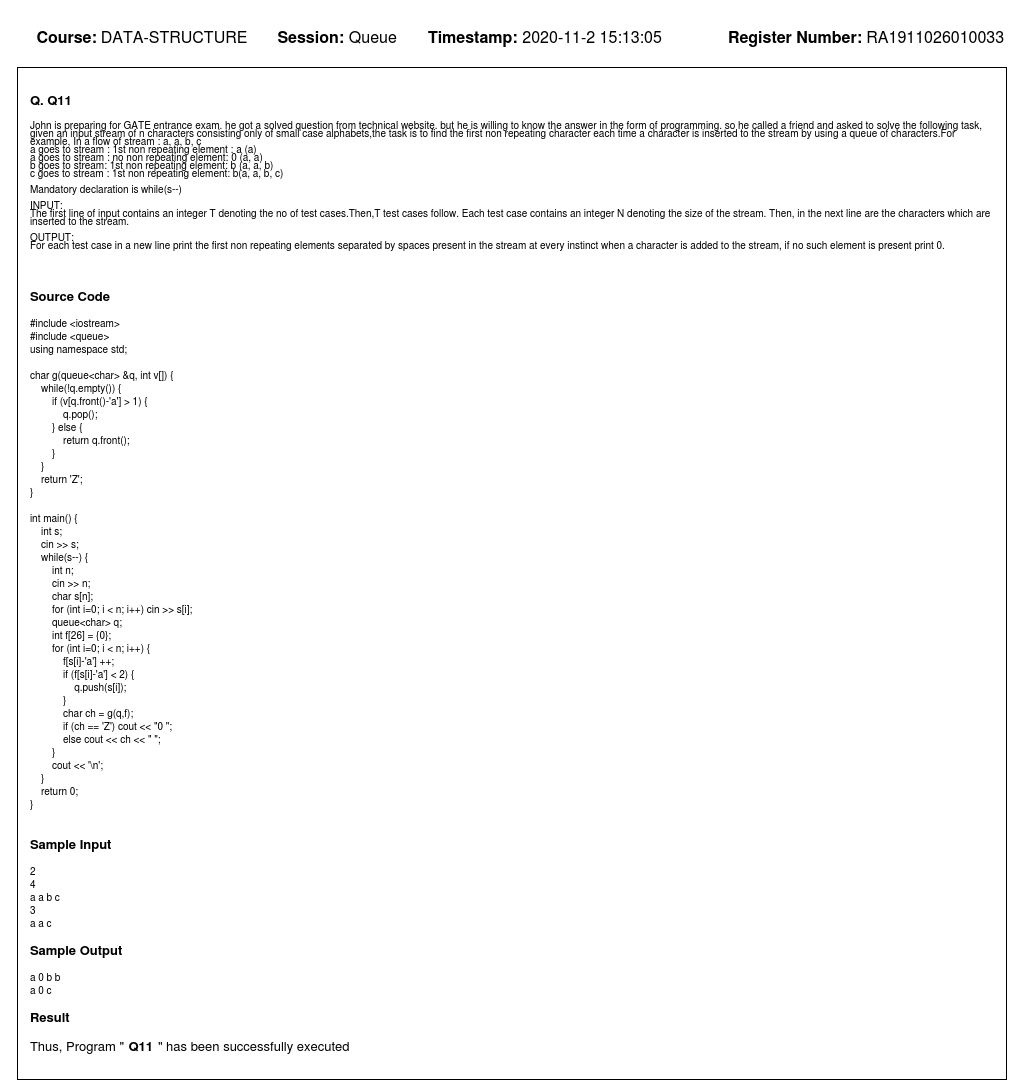 Course: DATA-STRUCTURE Session: Queue Timestamp: 2020-11-2 15:13:05 Register Number: RA1911026010033
Q. Q11
John is preparing for GATE entrance exam. he got a solved question from technical website. but he is willing to know the answer in the form of programming. so he called a friend and asked to solve the following task,
given an input stream of n characters consisting only of small case alphabets,the task is to find the first non repeating character each time a character is inserted to the stream by using a queue of characters.For
example, In a flow of stream : a, a, b, c
a goes to stream : 1st non repeating element : a (a)
a goes to stream : no non repeating element: 0 (a, a)
b goes to stream: 1st non repeating element: b (a, a, b)
c goes to stream : 1st non repeating element: b(a, a, b, c)
Mandatory declaration is while(s--)
INPUT:
The first line of input contains an integer T denoting the no of test cases.Then,T test cases follow. Each test case contains an integer N denoting the size of the stream. Then, in the next line are the characters which are
inserted to the stream.
OUTPUT:
For each test case in a new line print the first non repeating elements separated by spaces present in the stream at every instinct when a character is added to the stream, if no such element is present print 0.
Source Code
#include <iostream>
#include <queue>
using namespace std;
char g(queue<char> &q, int v[]) {
while(!q.empty()) {
if (v[q.front()-'a'] > 1) {
q.pop();
} else {
return q.front();
}
}
return 'Z';
}
int main() {
int s;
cin >> s;
while(s--) {
int n;
cin >> n;
char s[n];
for (int i=0; i < n; i++) cin >> s[i];
queue<char> q;
int f[26] = {0};
for (int i=0; i < n; i++) {
f[s[i]-'a'] ++;
if (f[s[i]-'a'] < 2) {
q.push(s[i]);
}
char ch = g(q,f);
if (ch == 'Z') cout << "0 ";
else cout << ch << " ";
}
cout << '\n';
}
return 0;
}
Sample Input
2
4
a a b c
3
a a c
Sample Output
a 0 b b
a 0 c
Result
Thus, Program " Q11 " has been successfully executed